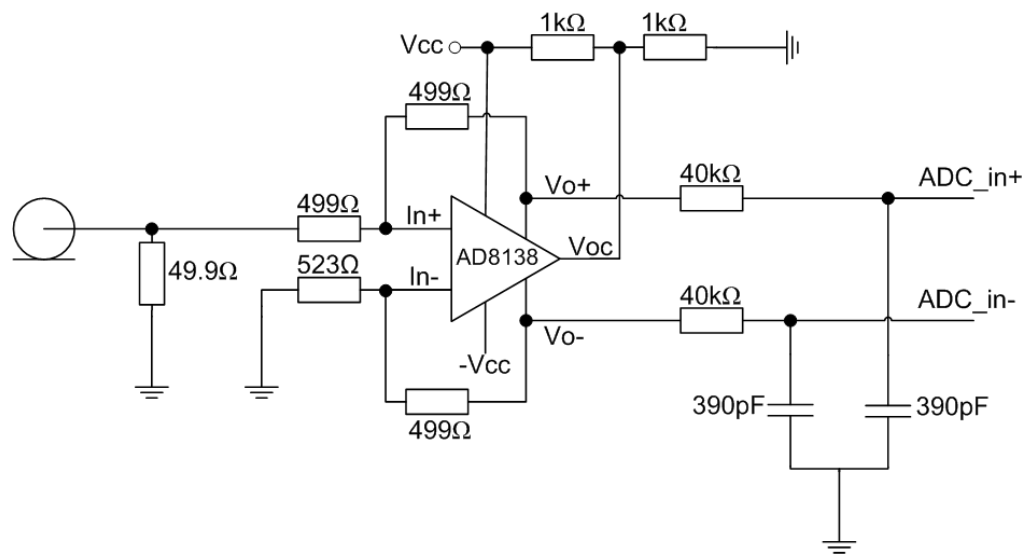 1kΩ 1kΩ
Vcc
499Ω
499Ω In+ Vo+ 40kΩ ADC_in+
49.9Ω 523Ω In- AD8138 Voc
40kΩ ADC_in-
Vo-
-Vcc
499Ω
390pF 390pF